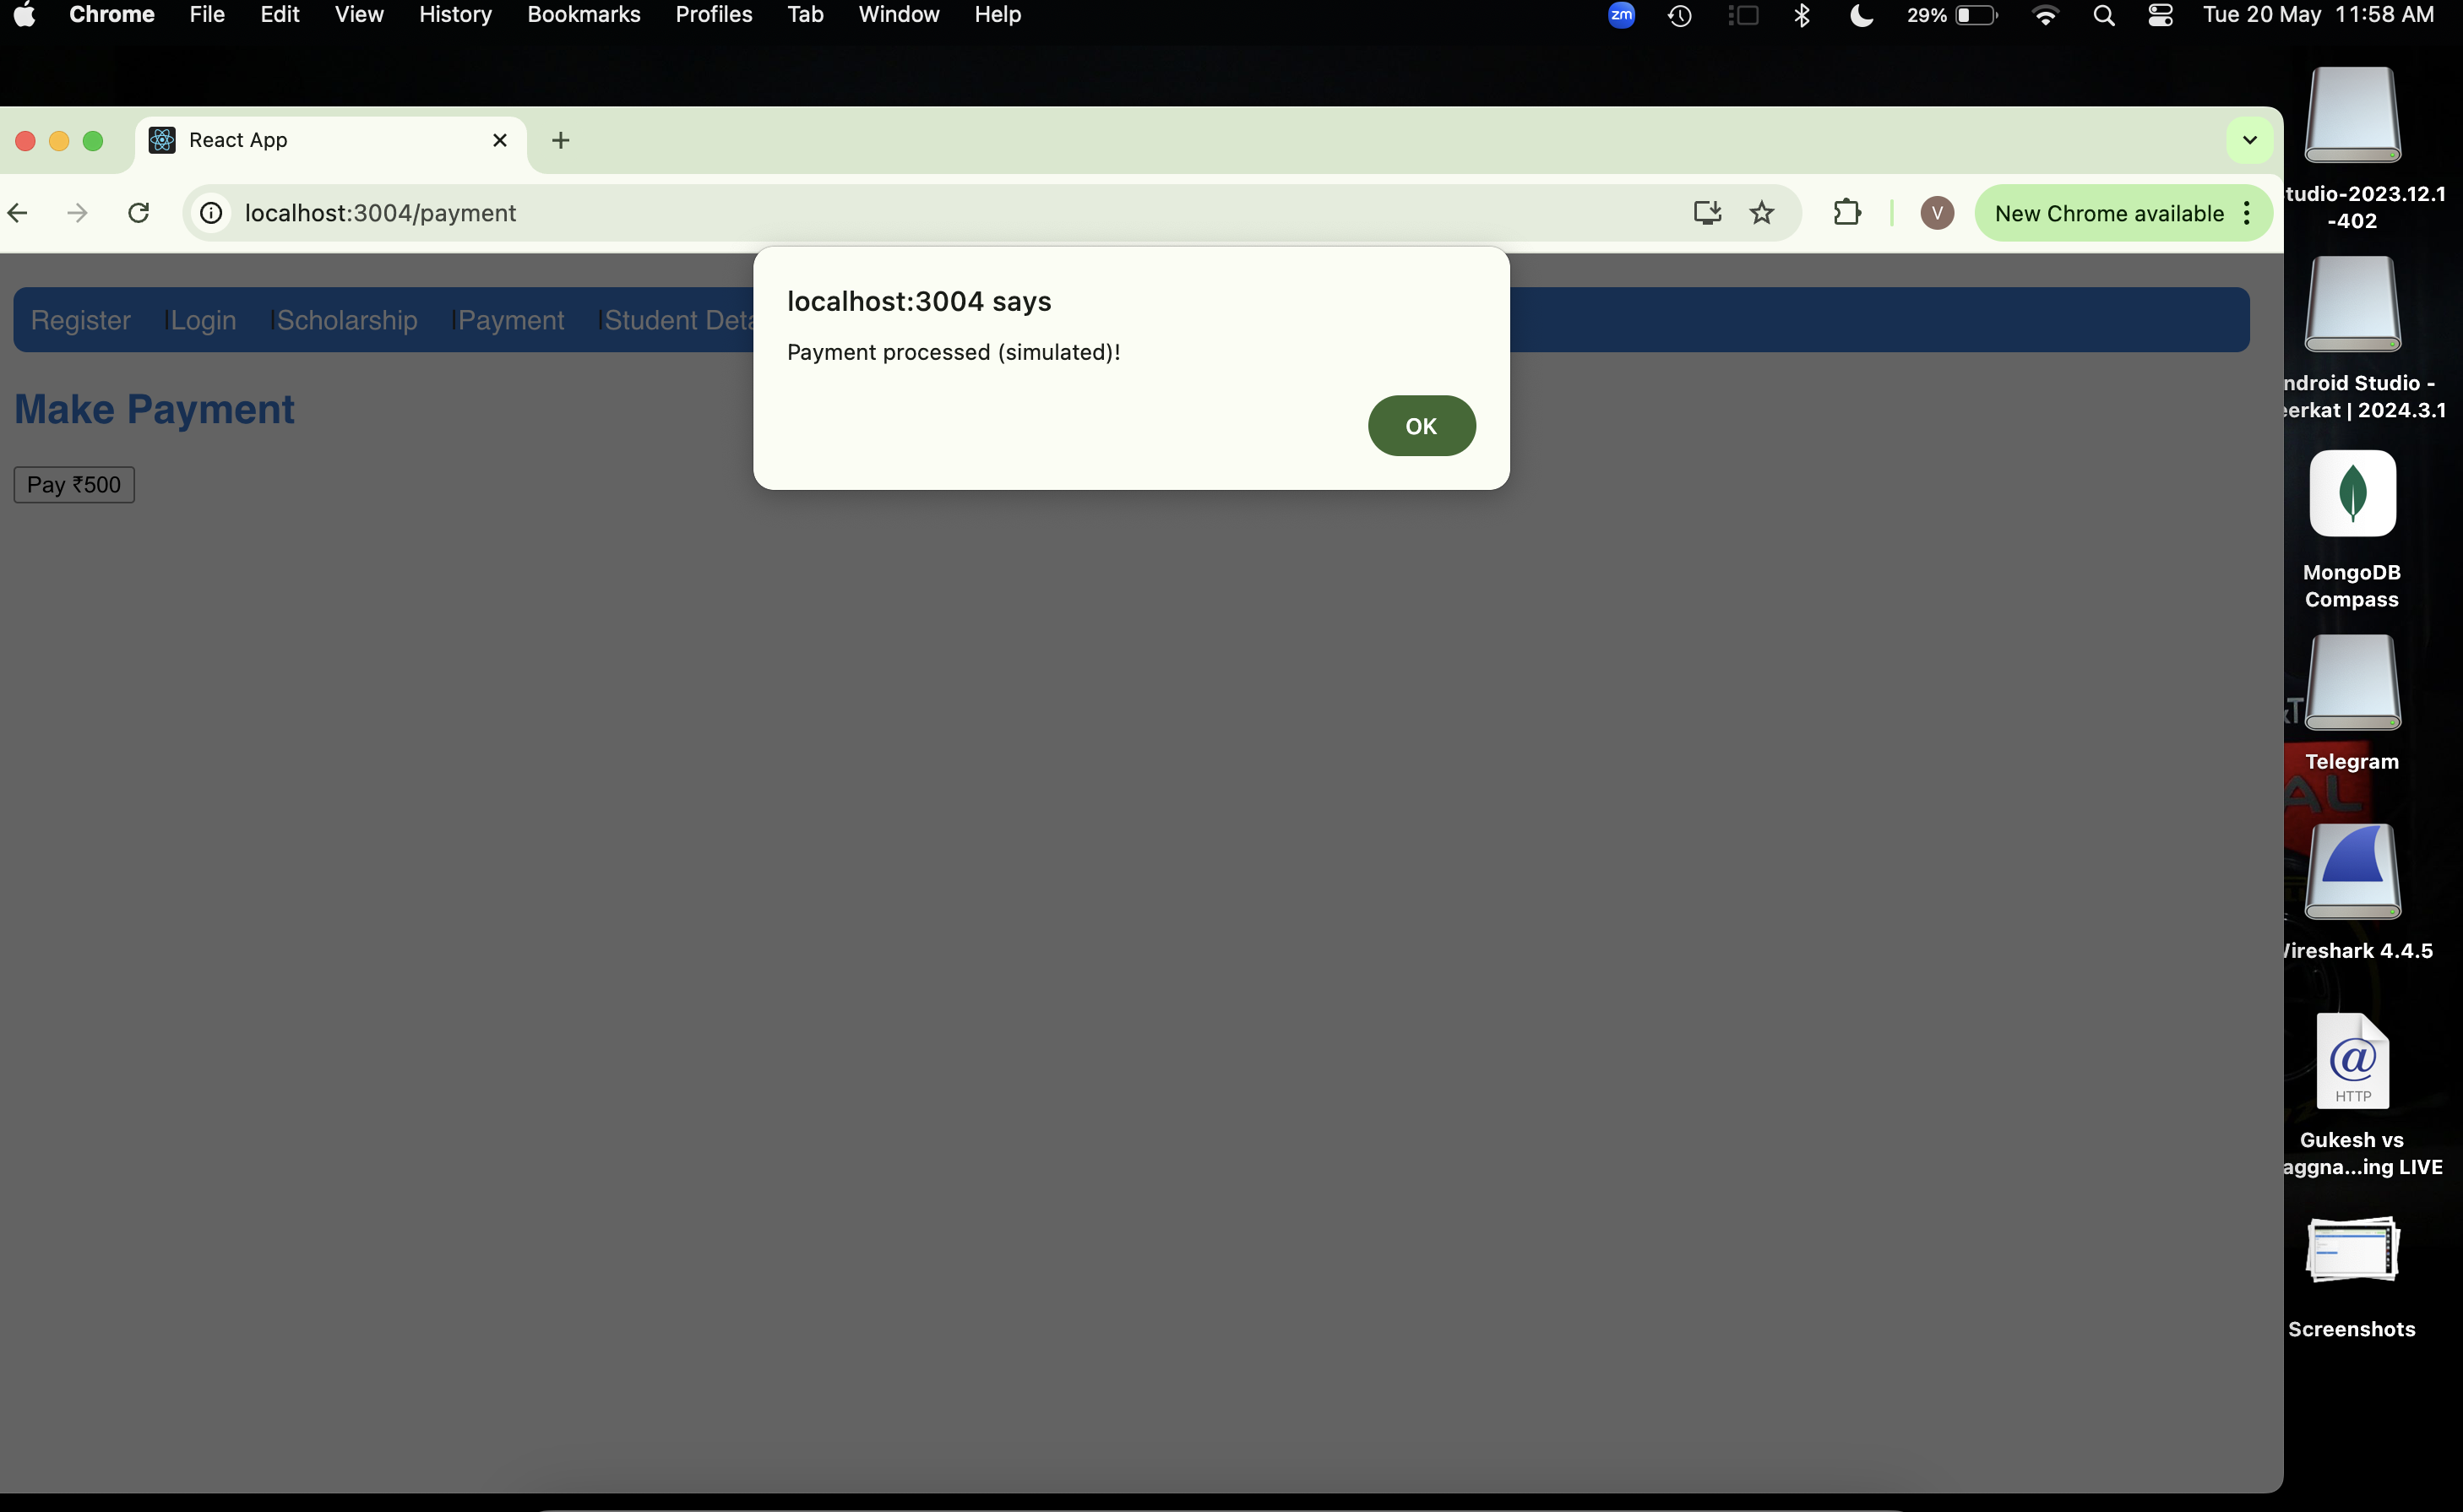 Chrome File Edit View History Bookmarks Profiles Tab Window Help zm 29% Tue 20 May 11:58 AM
React App
localhost:3004/payment V New Chrome available
Register |Login |Scholarship |Payment |Student Deta
localhost:3004 says
Payment processed (simulated)!
OK
Make Payment
Pay ₹500
tudio-2023.12.1
-402
ndroid Studio -
eerkat | 2024.3.1
MongoDB
Compass
Telegram
AL
Wireshark 4.4.5
HTTP
Gukesh vs
aggna...ing LIVE
Screenshots